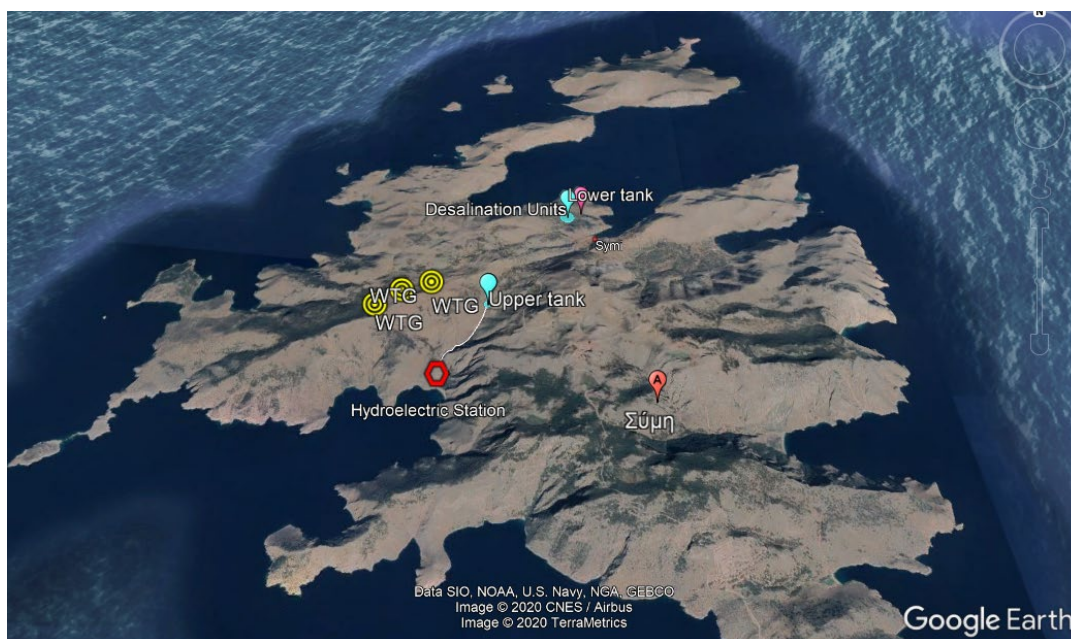 N
Lower tank
Desalination Units
Symi
WTG
WTG
Upper tank
WTG
Hydroelectric Station
A
Σύμη
Data SIO, NOAA, U.S. Navy, NGA, GEBCO
Image © 2020 CNES / Airbus
Image © 2020 TerraMetrics
Google Earth